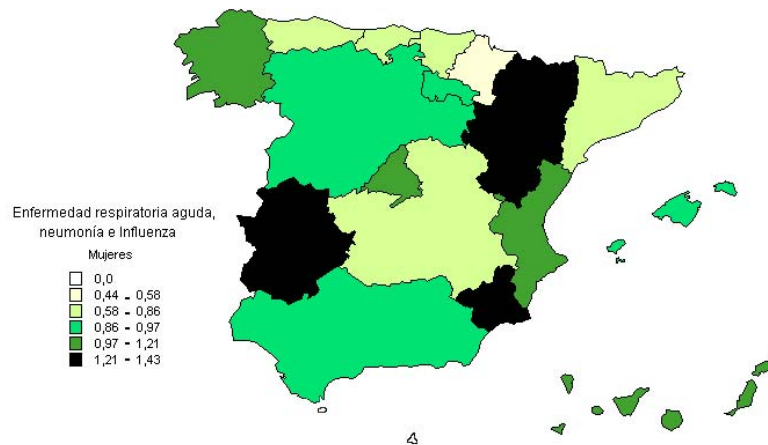 Enfermedad respiratoria aguda,
neumonía e Influenza
Mujeres
0,0
0,44 - 0,58
0,58 - 0,86
0,86 - 0,97
0,97 - 1,21
1,21 - 1,43